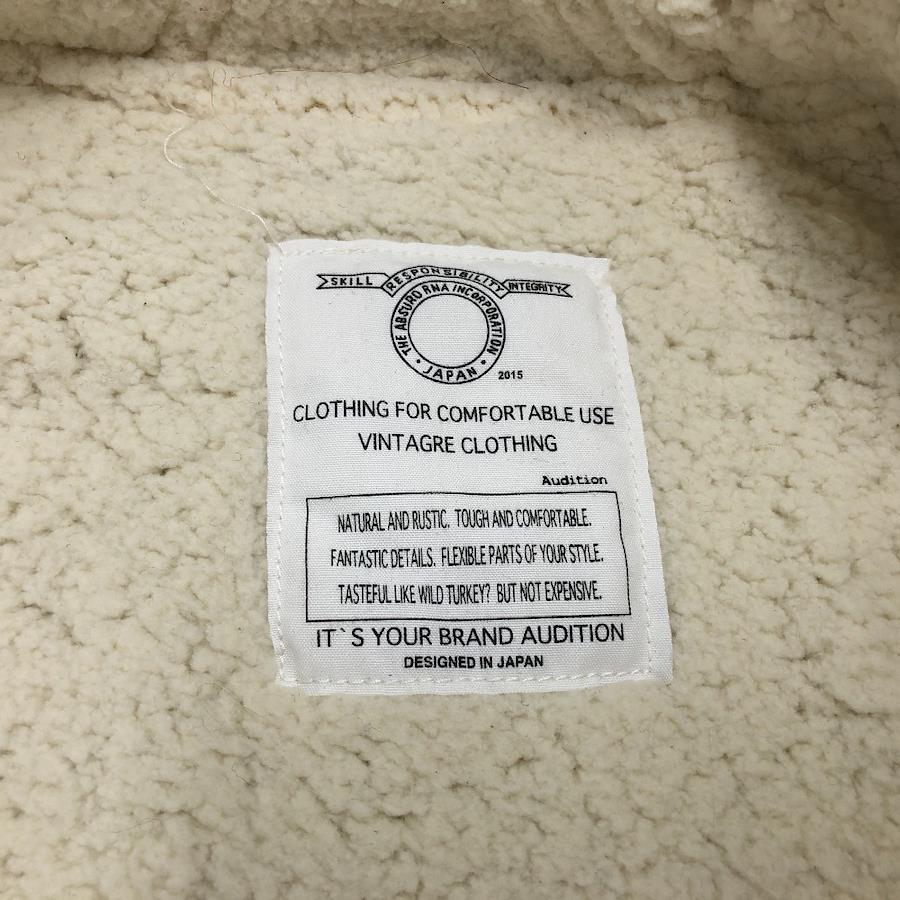 SKILL RESPONSIBILITY INTEGRITY
THE ABSURD RNA INCORPORATION
• JAPAN •
2015
CLOTHING FOR COMFORTABLE USE
VINTAGRE CLOTHING
Audition
NATURAL AND RUSTIC. TOUGH AND COMFORTABLE.
FANTASTIC DETAILS. FLEXIBLE PARTS OF YOUR STYLE.
TASTEFUL LIKE WILD TURKEY? BUT NOT EXPENSIVE.
IT`S YOUR BRAND AUDITION
DESIGNED IN JAPAN